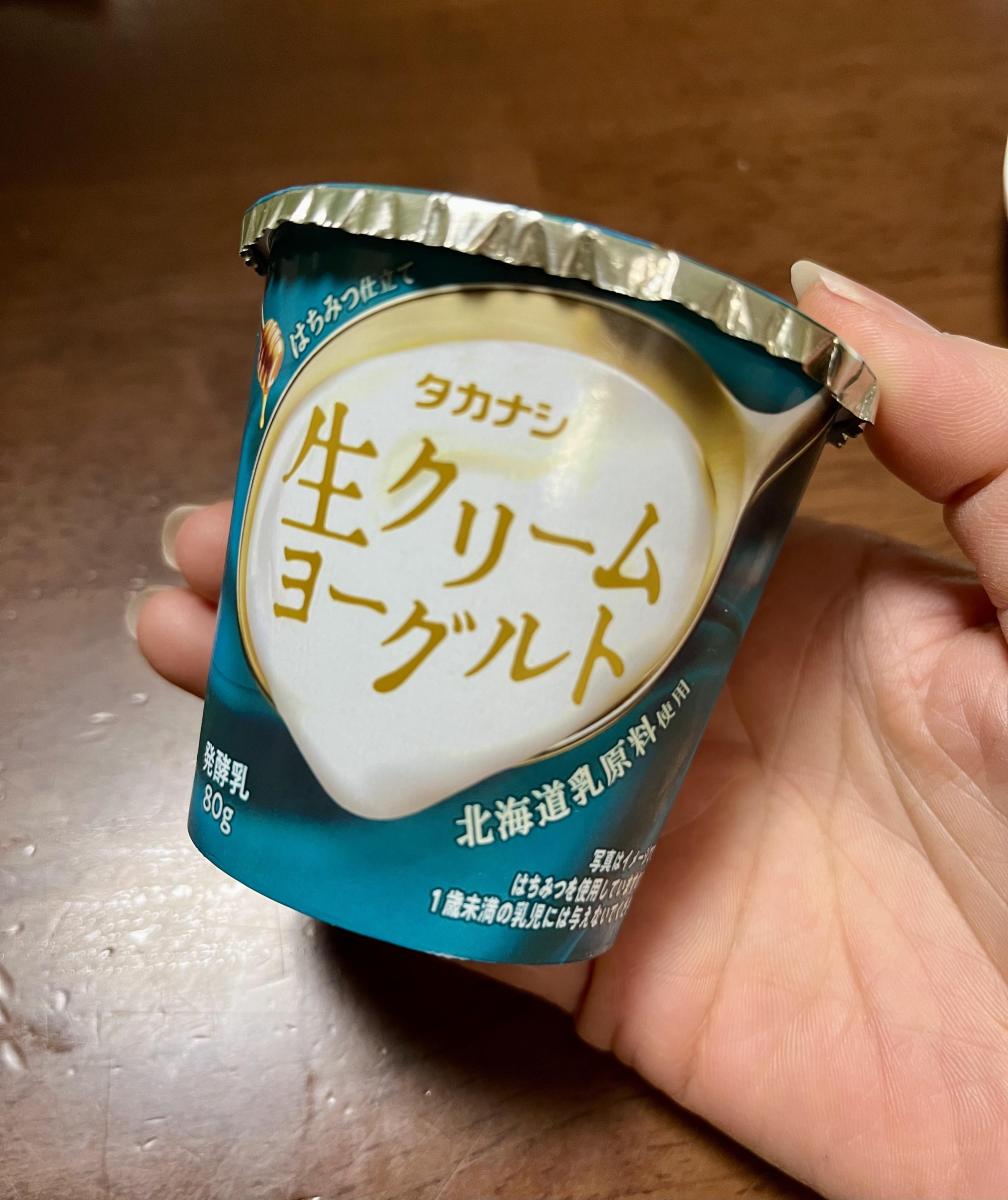 はちみつ仕立て
タカナシ
生クリーム
ヨーグルト
北海道乳原料使用
発酵乳
80g
写真はイメージ
はちみつを使用しています
1歳未満の乳児には与えないでくだ